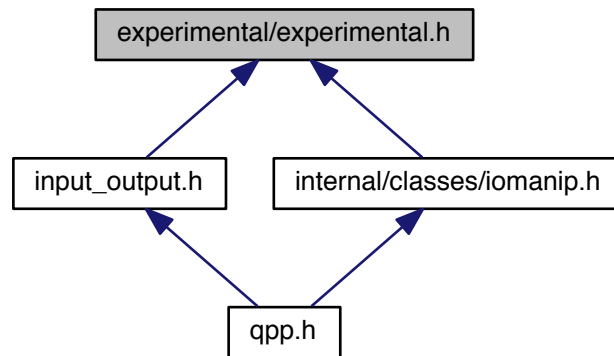 experimental/experimental.h
input_output.h
internal/classes/iomanip.h
qpp.h